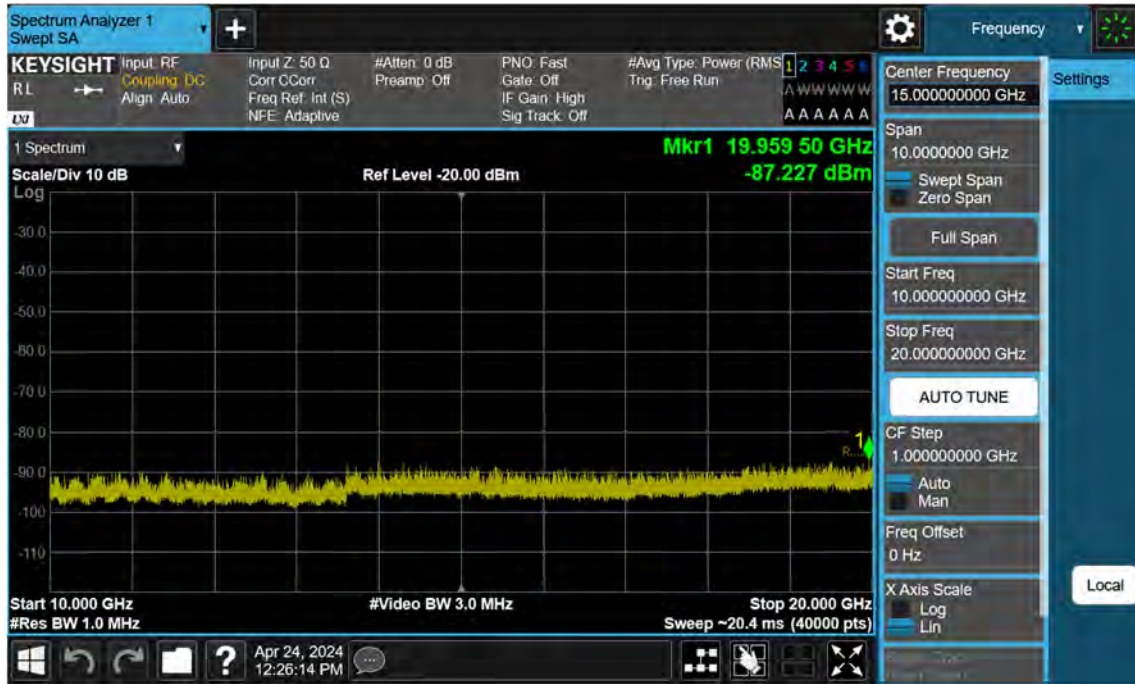 Spectrum Analyzer 1
Swept SA
Frequency
KEYSIGHT
R L
LXI
Input: RF
Coupling: DC
Align: Auto
Input Z: 50 Ω
Corr CCorr
Freq Ref: Int (S)
NFE: Adaptive
#Atten: 0 dB
Preamp: Off
PNO: Fast
Gate: Off
IF Gain: High
Sig Track: Off
#Avg Type: Power (RMS
Trig: Free Run
1 2 3 4 5 6
A W W W W W
A A A A A A
1 Spectrum
Mkr1 19.959 50 GHz
Scale/Div 10 dB
Ref Level -20.00 dBm
-87.227 dBm
Log
-30.0
-40.0
-50.0
-60.0
-70.0
-80.0
1
R....
-90.0
-100
-110
Start 10.000 GHz
#Video BW 3.0 MHz
Stop 20.000 GHz
#Res BW 1.0 MHz
Sweep ~20.4 ms (40000 pts)
Center Frequency
15.000000000 GHz
Settings
Span
10.0000000 GHz
Swept Span
Zero Span
Full Span
Start Freq
10.000000000 GHz
Stop Freq
20.000000000 GHz
AUTO TUNE
CF Step
1.000000000 GHz
Auto
Man
Freq Offset
0 Hz
X Axis Scale
Log
Lin
Local
?
Apr 24, 2024
12:26:14 PM